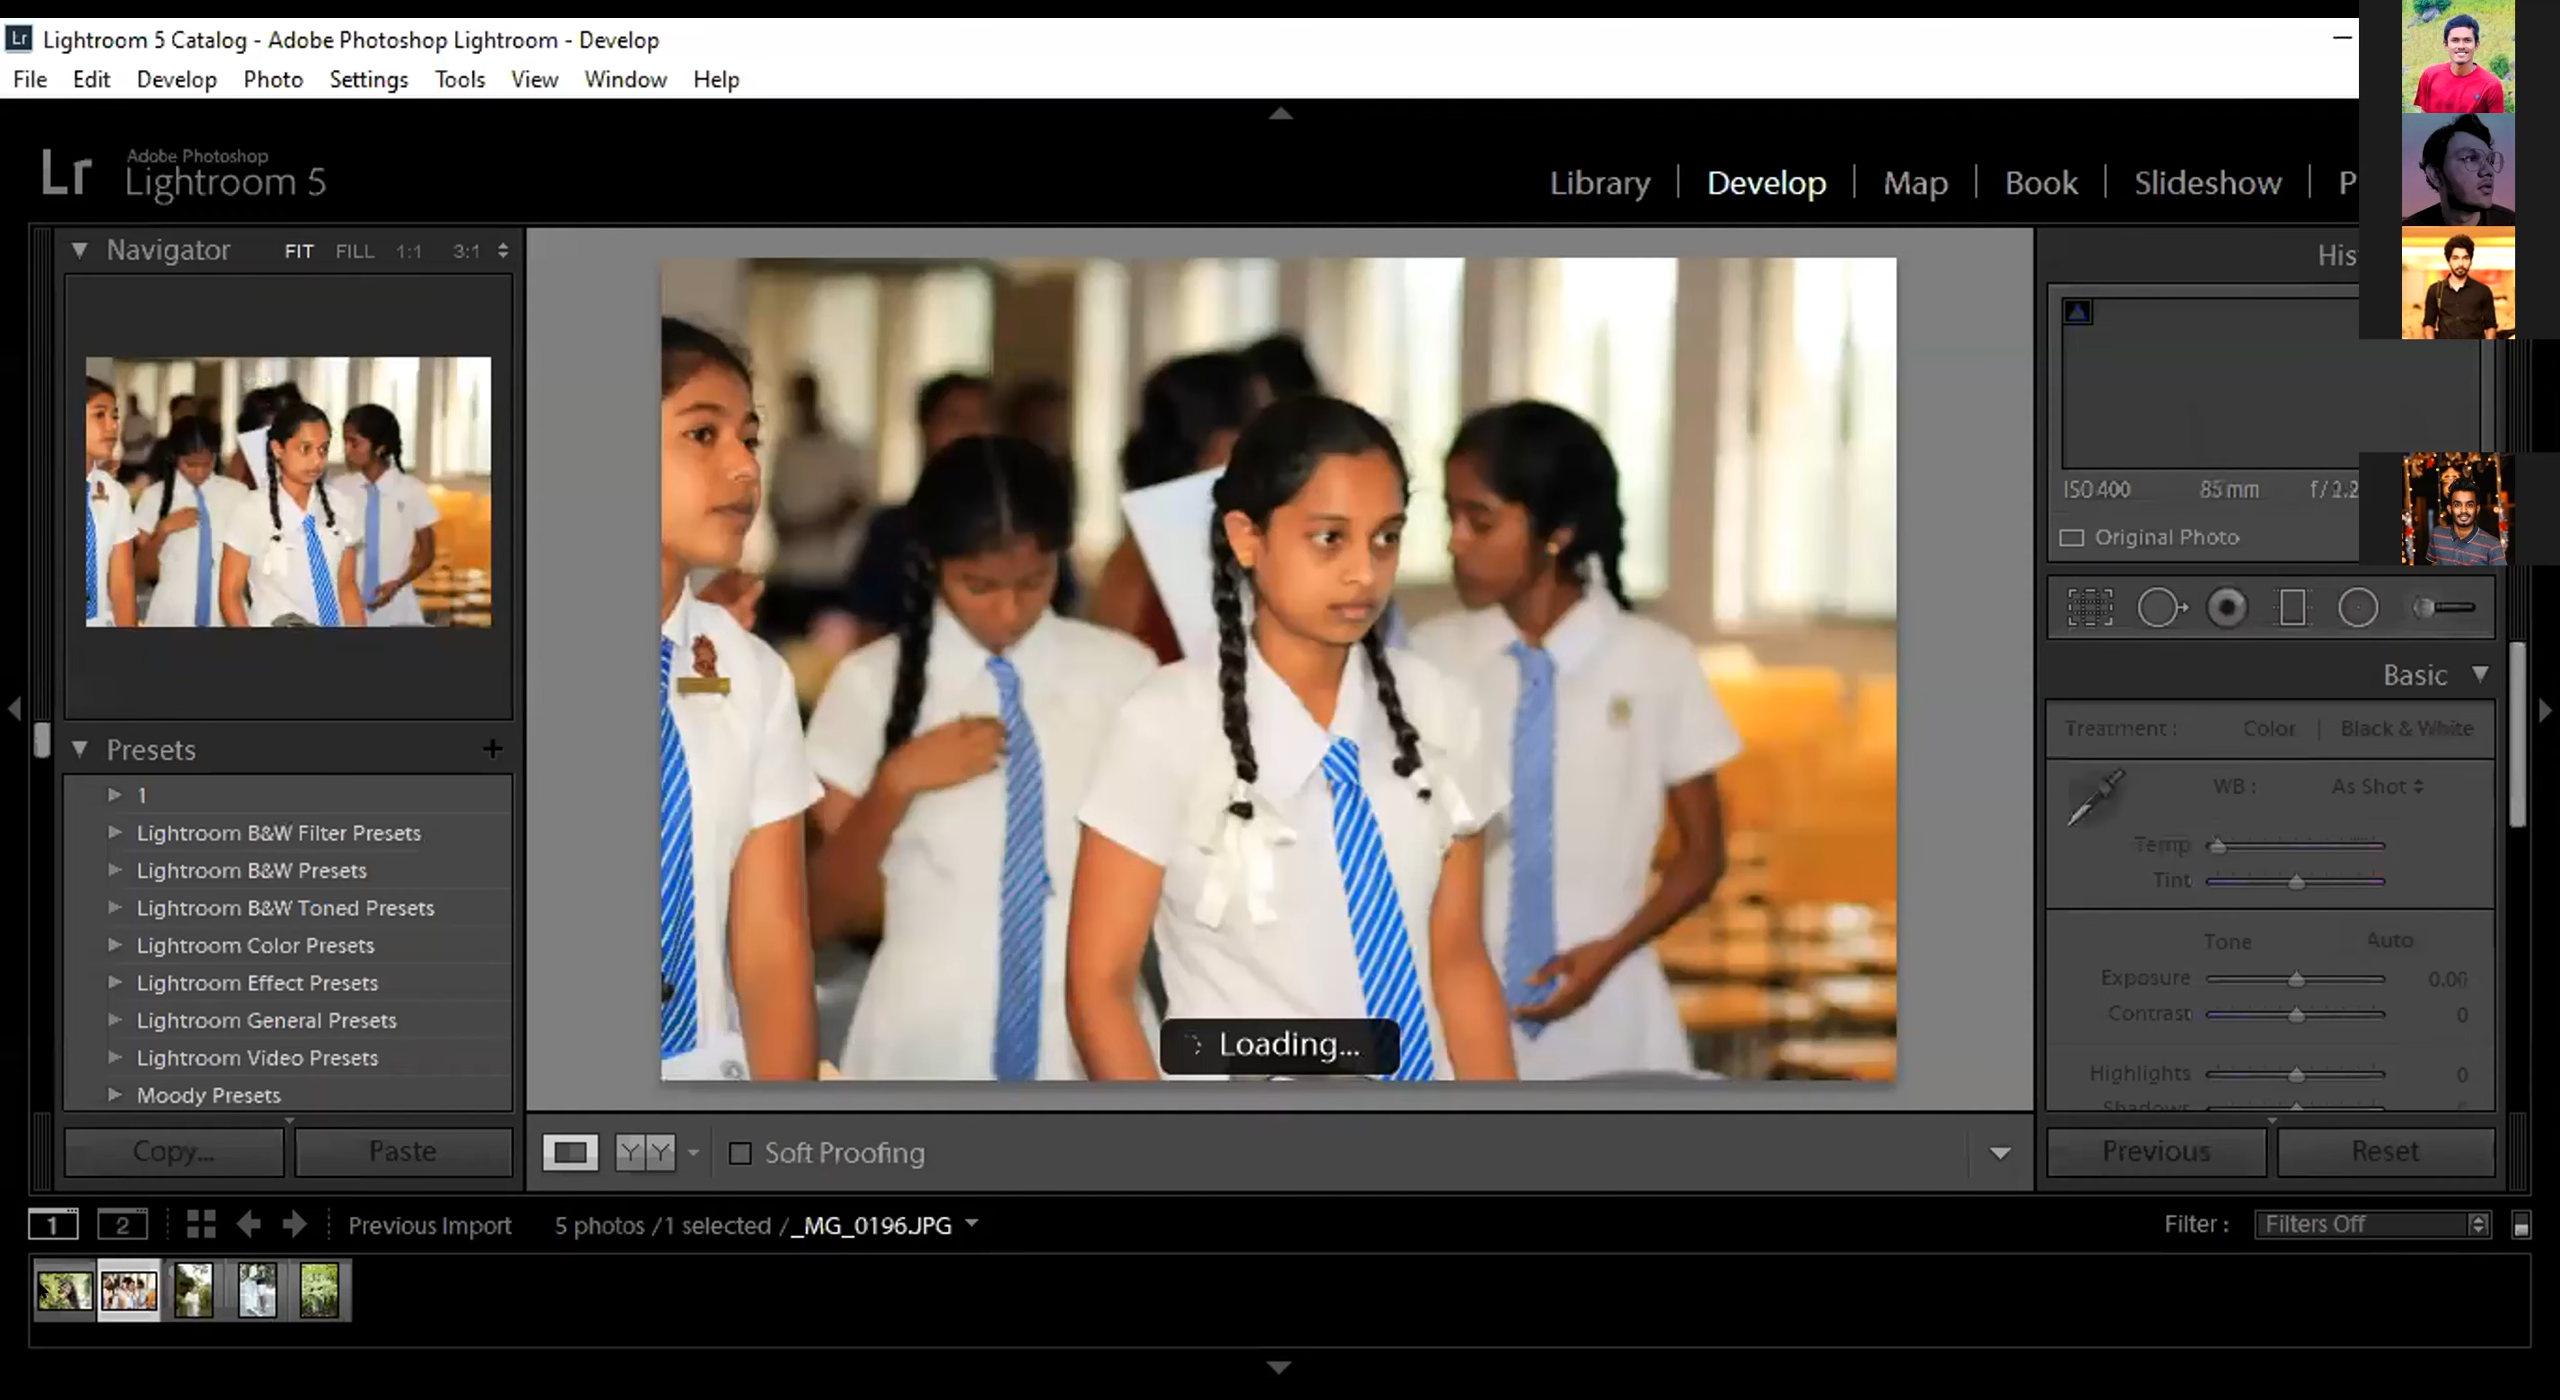 Lr Lightroom 5 Catalog - Adobe Photoshop Lightroom - Develop
File Edit Develop Photo Settings Tools View Window Help
Lr Adobe Photoshop
Lightroom 5
Library | Develop | Map | Book | Slideshow |
Navigator FIT FILL 1:1 3:1
ISO 400 85 mm f / 2.2
Original Photo
Basic
Treatment : Color | Black & White
WB : As Shot
Temp
Tint
Tone Auto
Exposure 0.00
Contrast 0
Highlights 0
Shadows
Presets +
1
Lightroom B&W Filter Presets
Lightroom B&W Presets
Lightroom B&W Toned Presets
Lightroom Color Presets
Lightroom Effect Presets
Lightroom General Presets
Lightroom Video Presets
Moody Presets
Loading...
Copy... Paste
Y Y Soft Proofing
Previous Reset
1 2 Previous Import 5 photos / 1 selected / _MG_0196.JPG
Filter : Filters Off